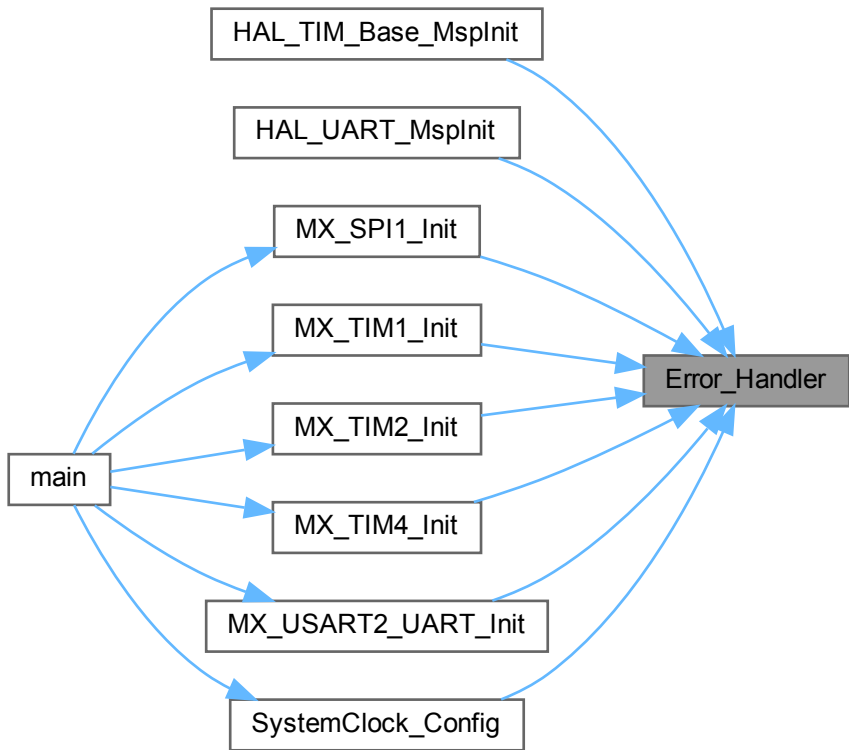 HAL_TIM_Base_MspInit
HAL_UART_MspInit
MX_SPI1_Init
MX_TIM1_Init
Error_Handler
MX_TIM2_Init
main
MX_TIM4_Init
MX_USART2_UART_Init
SystemClock_Config